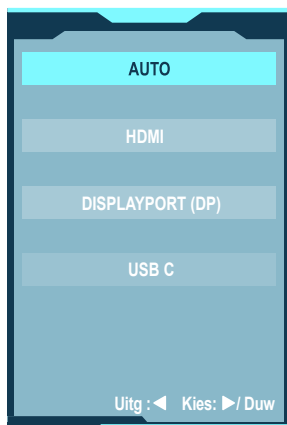 AUTO
HDMI
DISPLAYPORT (DP)
USB C
Uitg :◀ Kies: ▶/ Duw